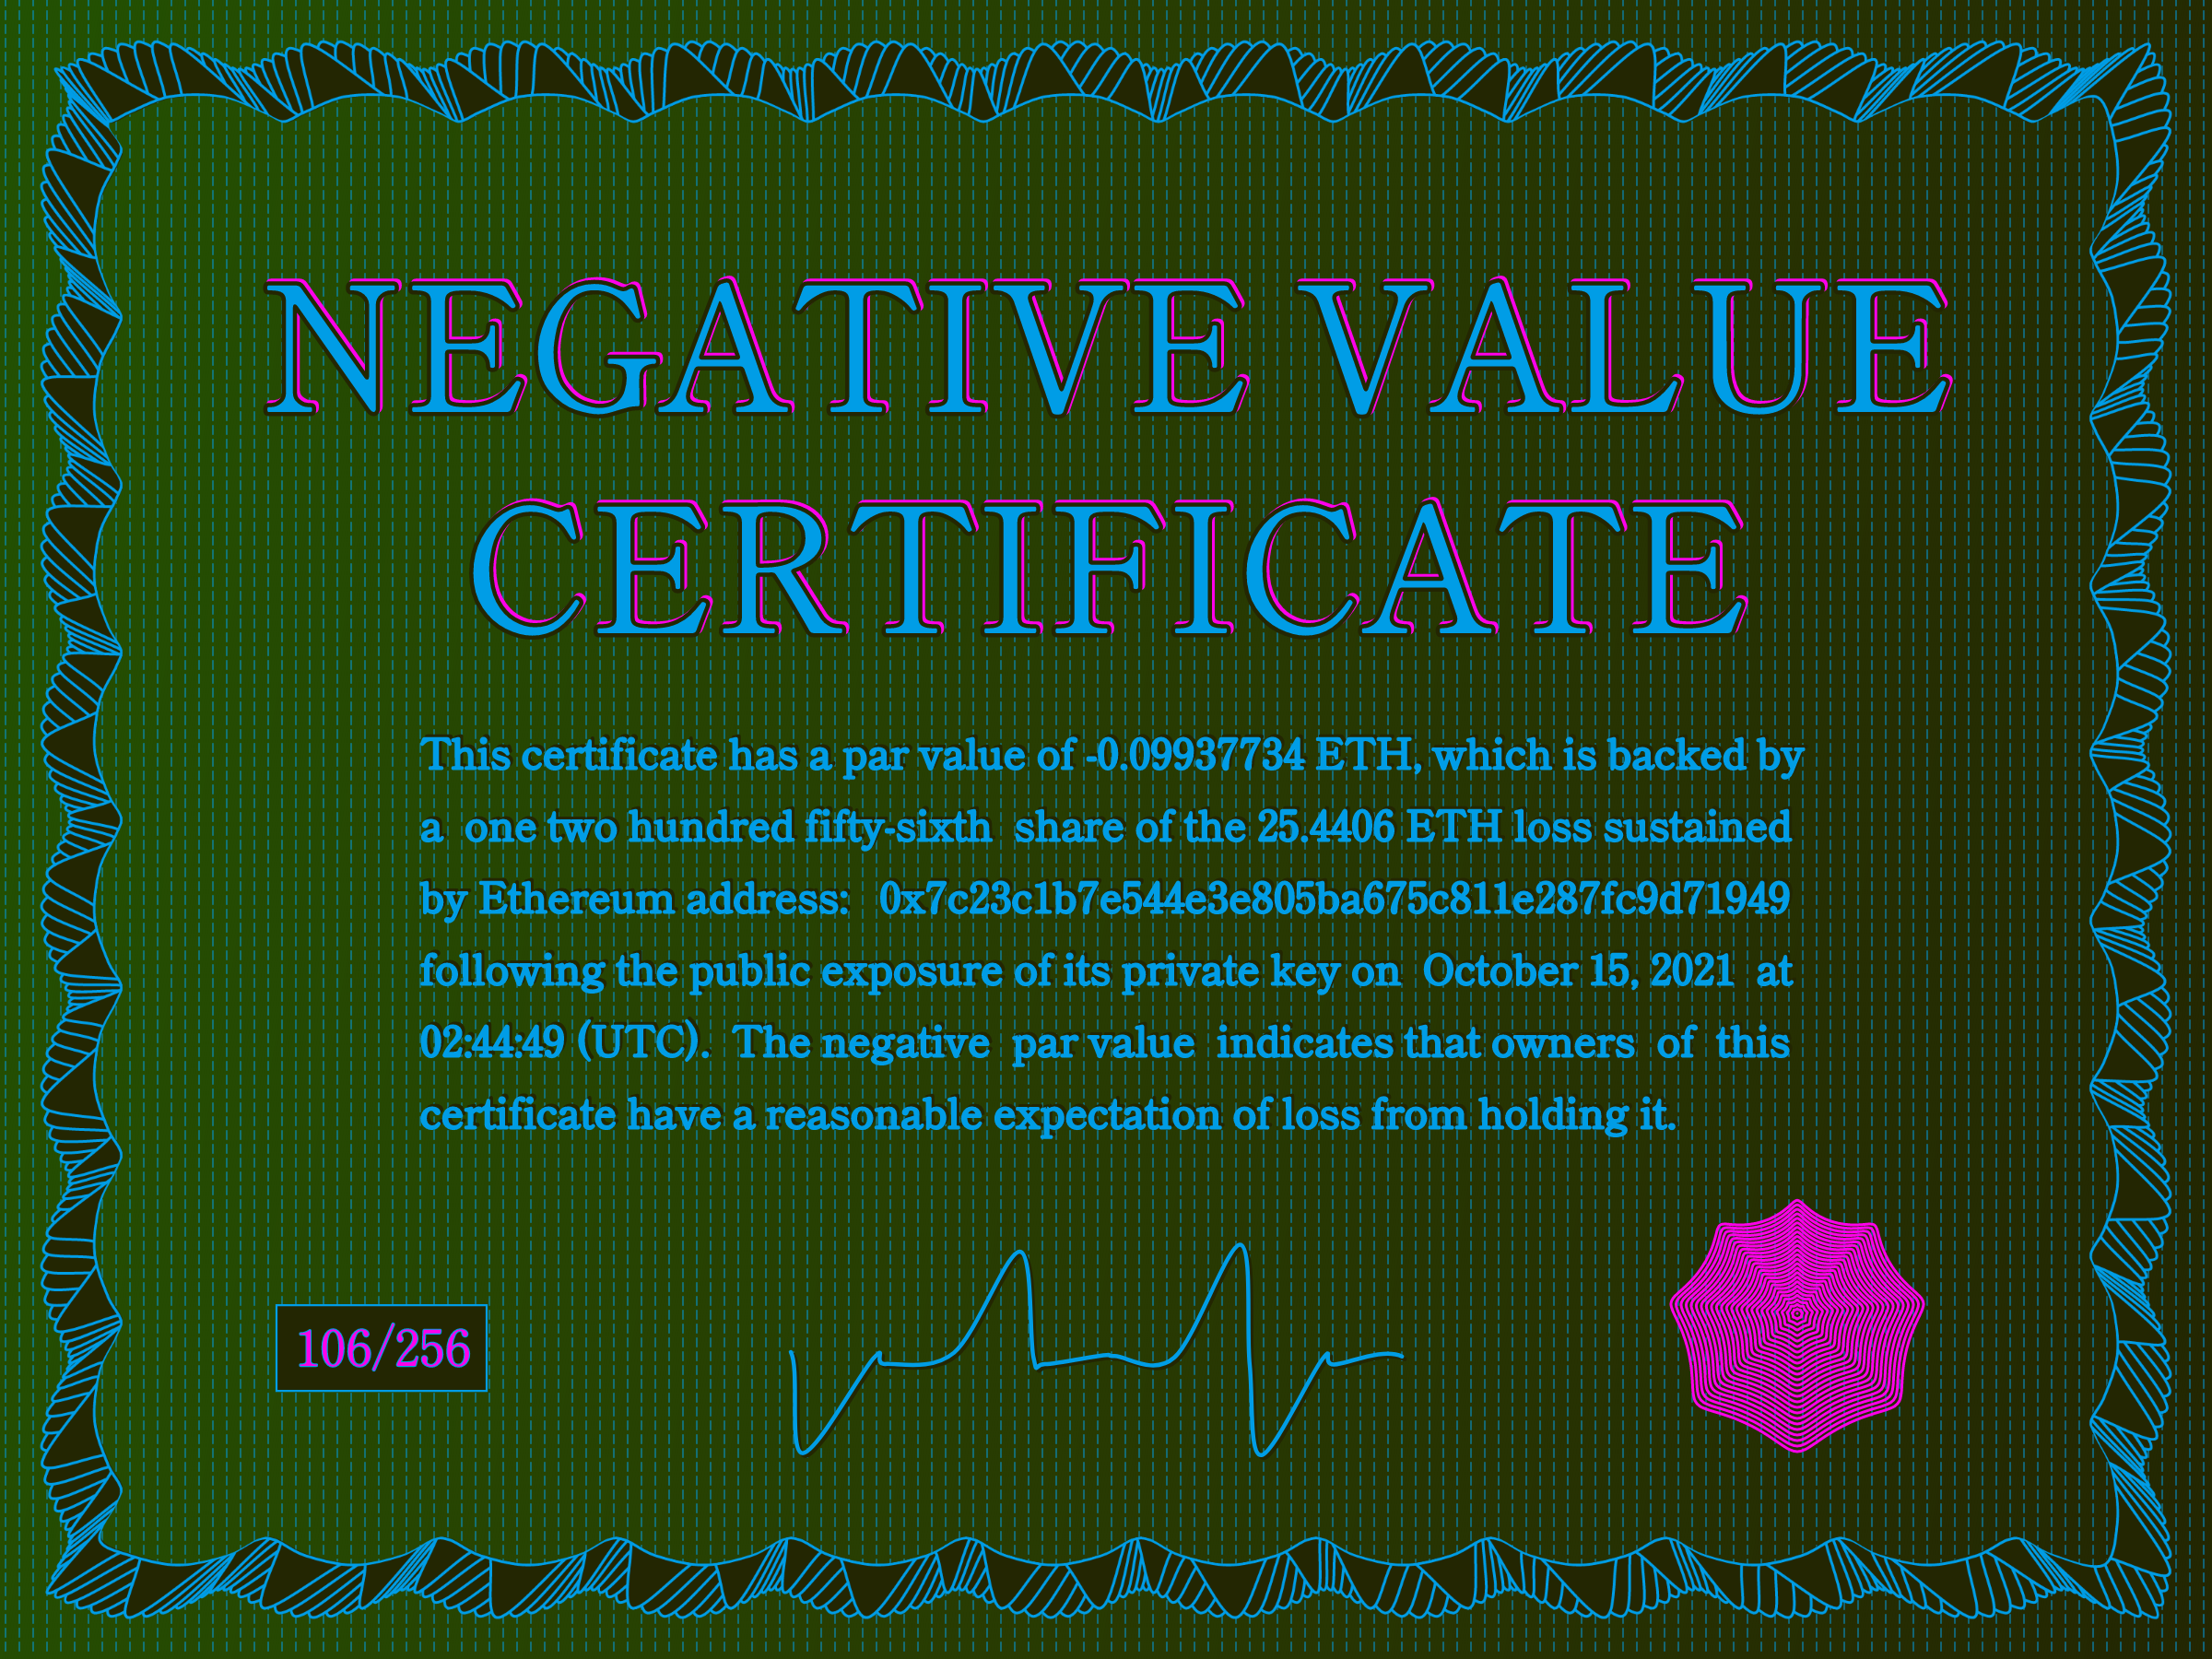 NEGATIVE VALUE
CERTIFICATE
This certificate has a par value of -0.09937734 ETH, which is backed by
a one two hundred fifty-sixth share of the 25.4406 ETH loss sustained
by Ethereum address: 0x7c23c1b7e544e3e805ba675c811e287fc9d71949
following the public exposure of its private key on October 15, 2021 at
02:44:49 (UTC). The negative par value indicates that owners of this
certificate have a reasonable expectation of loss from holding it.
106/256